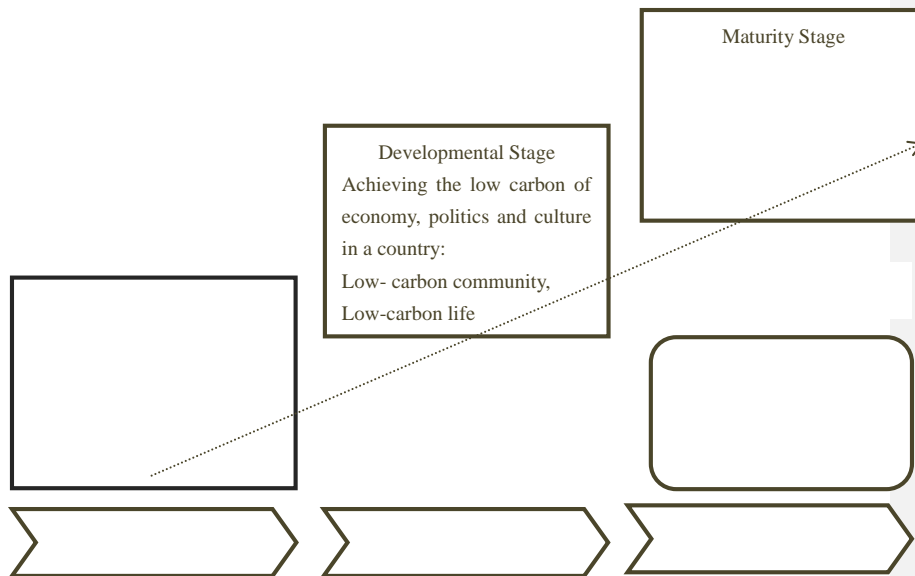 Maturity Stage
Developmental Stage
Achieving the low carbon of
economy, politics and culture
in a country:
Low- carbon community,
Low-carbon life